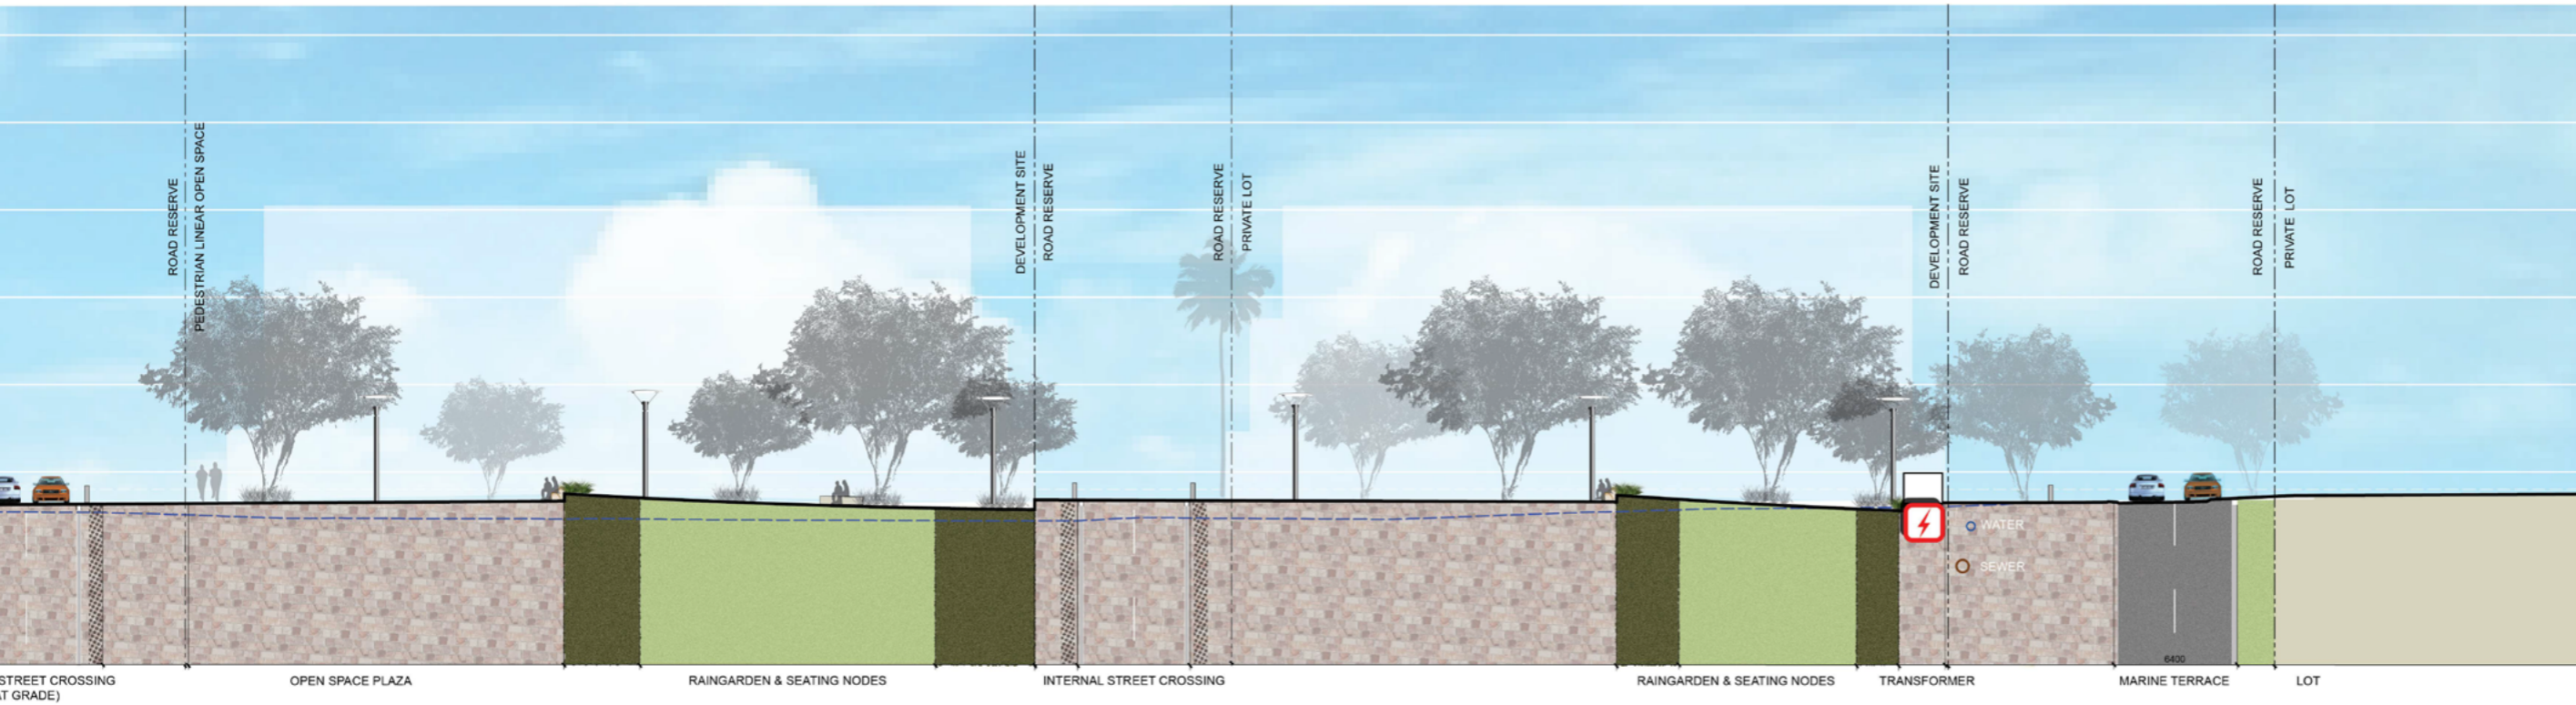 ROAD RESERVE
PEDESTRIAN LINEAR OPEN SPACE
DEVELOPMENT SITE
ROAD RESERVE
ROAD RESERVE
PRIVATE LOT
DEVELOPMENT SITE
ROAD RESERVE
ROAD RESERVE
PRIVATE LOT
WATER
SEWER
6400
STREET CROSSING
AT GRADE)
OPEN SPACE PLAZA
RAINGARDEN & SEATING NODES
INTERNAL STREET CROSSING
RAINGARDEN & SEATING NODES
TRANSFORMER
MARINE TERRACE
LOT